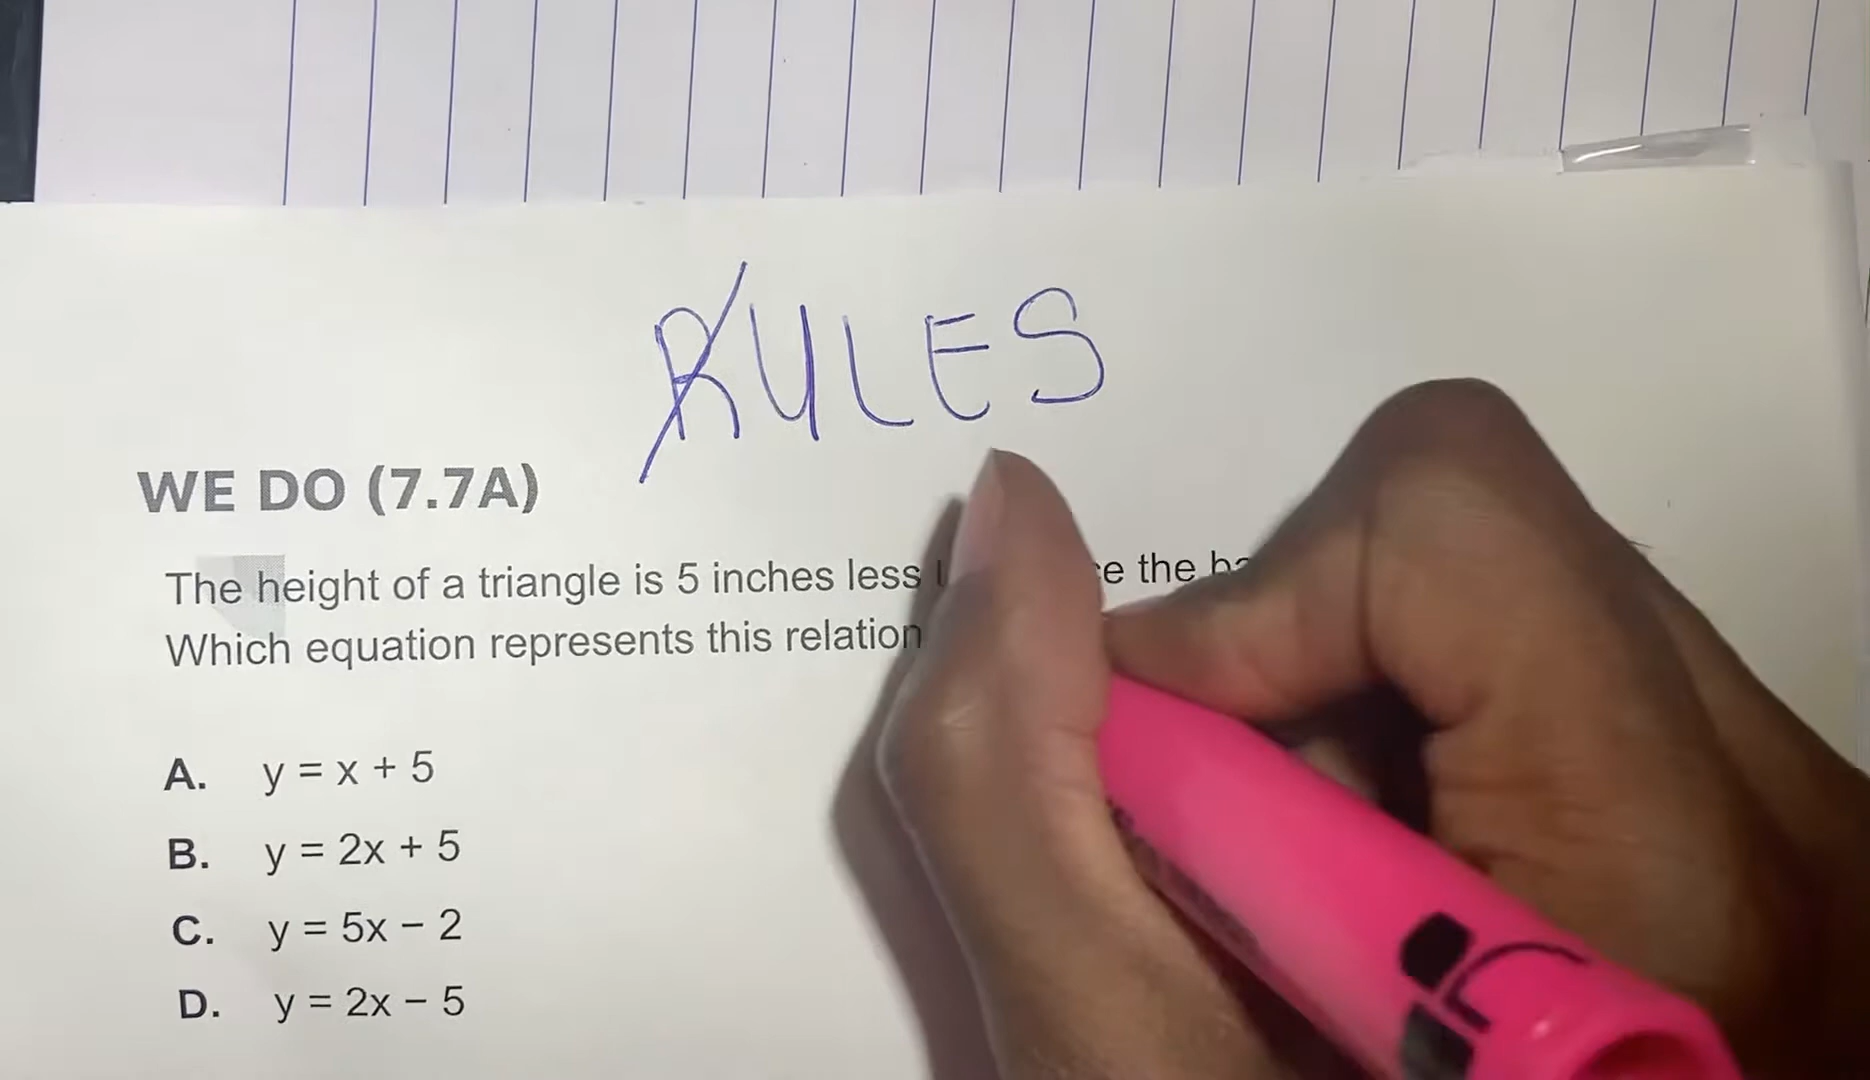 RULES
WE DO (7.7A)
The height of a triangle is 5 inches less the
Which equation represents this relation
A. y = x + 5
B. y = 2x + 5
C. y = 5x − 2
D. y = 2x − 5